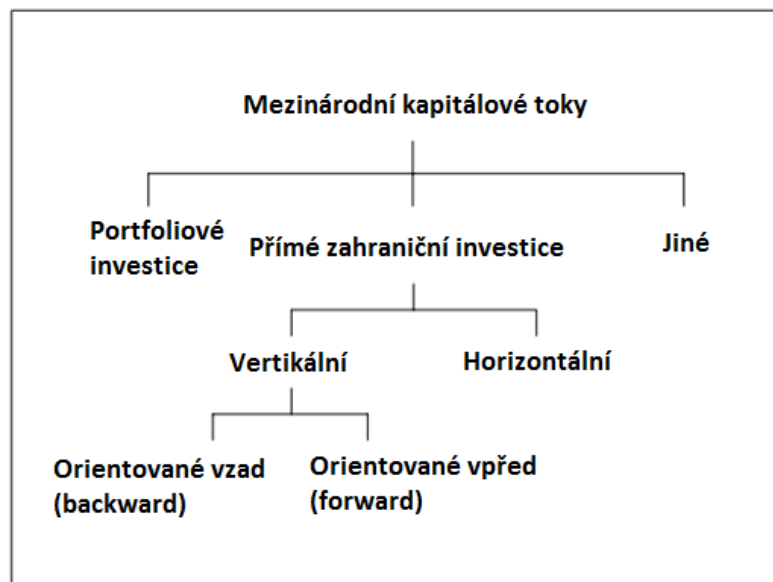 Mezinárodní kapitálové toky
Portfoliové
investice
Přímé zahraniční investice
Jiné
Vertikální
Horizontální
Orientované vzad
(backward)
Orientované vpřed
(forward)